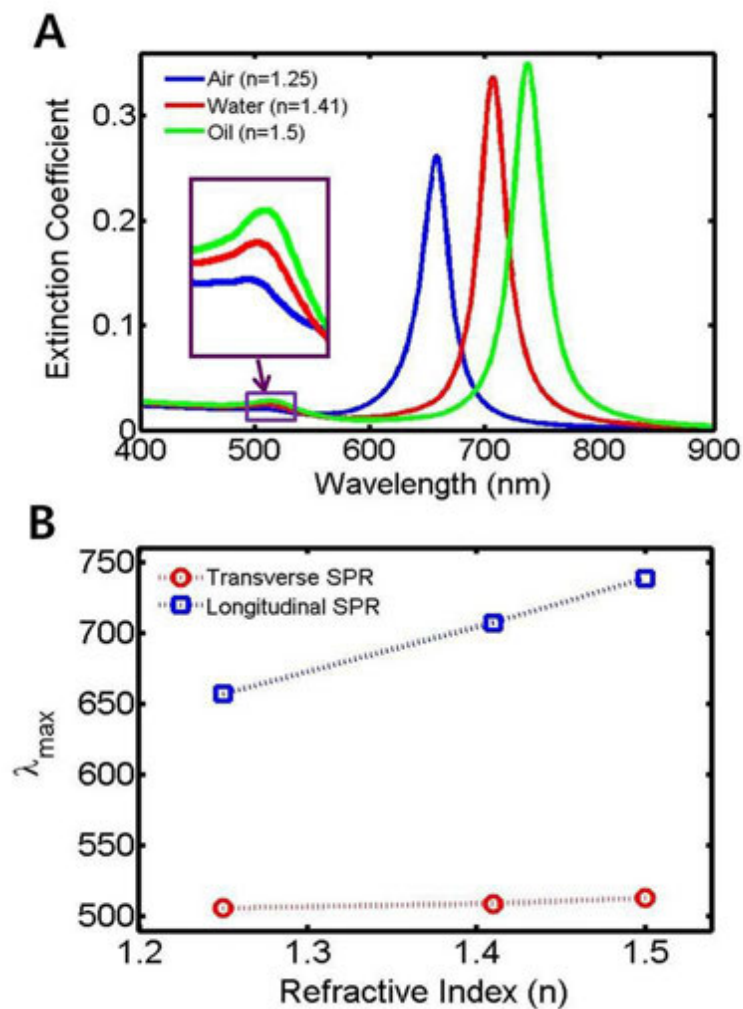 A
Air (n=1.25)
Water (n=1.41)
Oil (n=1.5)
0.3
0.2
0.1
0
Extinction Coefficient
400 500 600 700 800 900
Wavelength (nm)
B
Transverse SPR
Longitudinal SPR
750
700
650
600
550
500
λmax
1.2 1.3 1.4 1.5
Refractive Index (n)